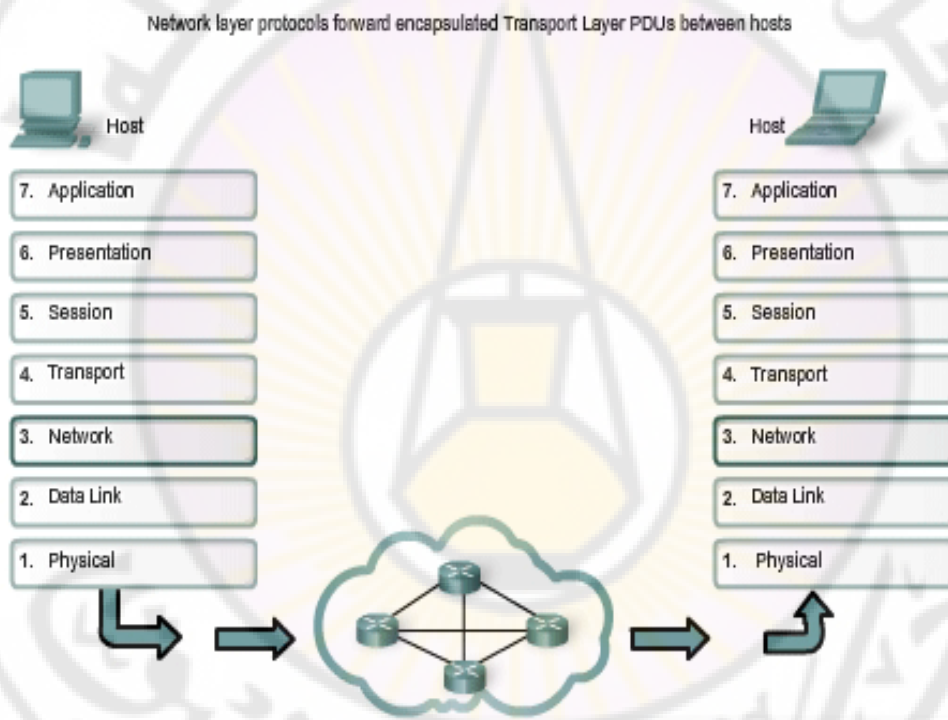 Network layer protocols forward encapsulated Transport Layer PDUs between hosts
Host
7. Application
6. Presentation
5. Session
4. Transport
3. Network
2. Data Link
1. Physical
Host
7. Application
6. Presentation
5. Session
4. Transport
3. Network
2. Data Link
1. Physical